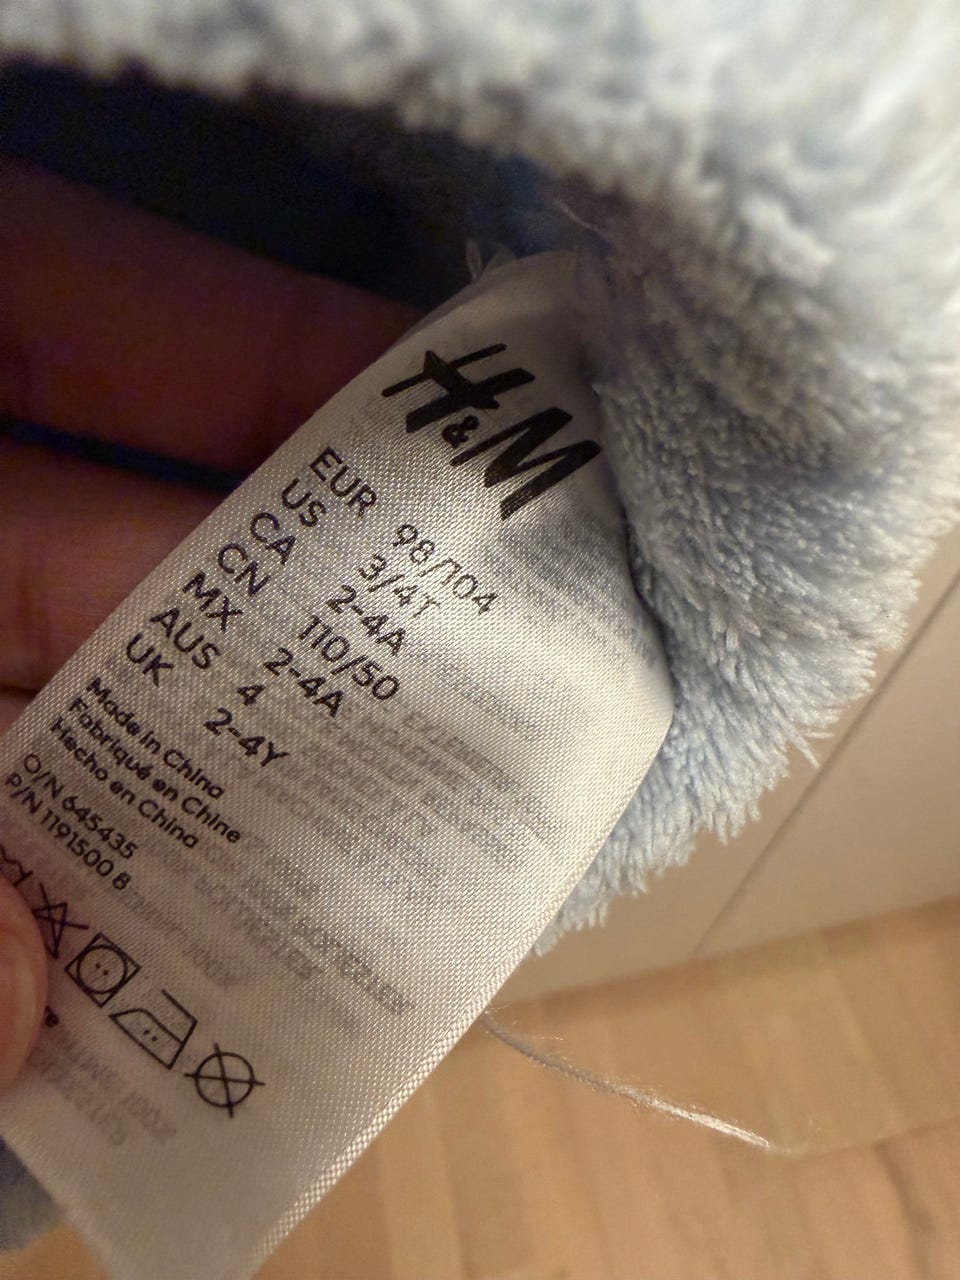 H&M
EUR 98/104
US 3/4T
CA 2-4A
CN 110/50
MX 2-4A
AUS 4
UK 2-4Y
Made in China
Fabriqué en Chine
Hecho en China
O/N 645435
P/N 1191500 8